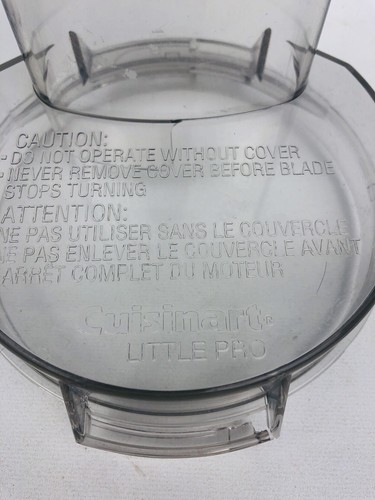 CAUTION:
- DO NOT OPERATE WITHOUT COVER
- NEVER REMOVE COVER BEFORE BLADE
STOPS TURNING
ATTENTION:
NE PAS UTILISER SANS LE COUVERCLE
NE PAS ENLEVER LE COUVERCLE AVANT
ARRÊT COMPLET DU MOTEUR
Cuisinart®
LITTLE PRO